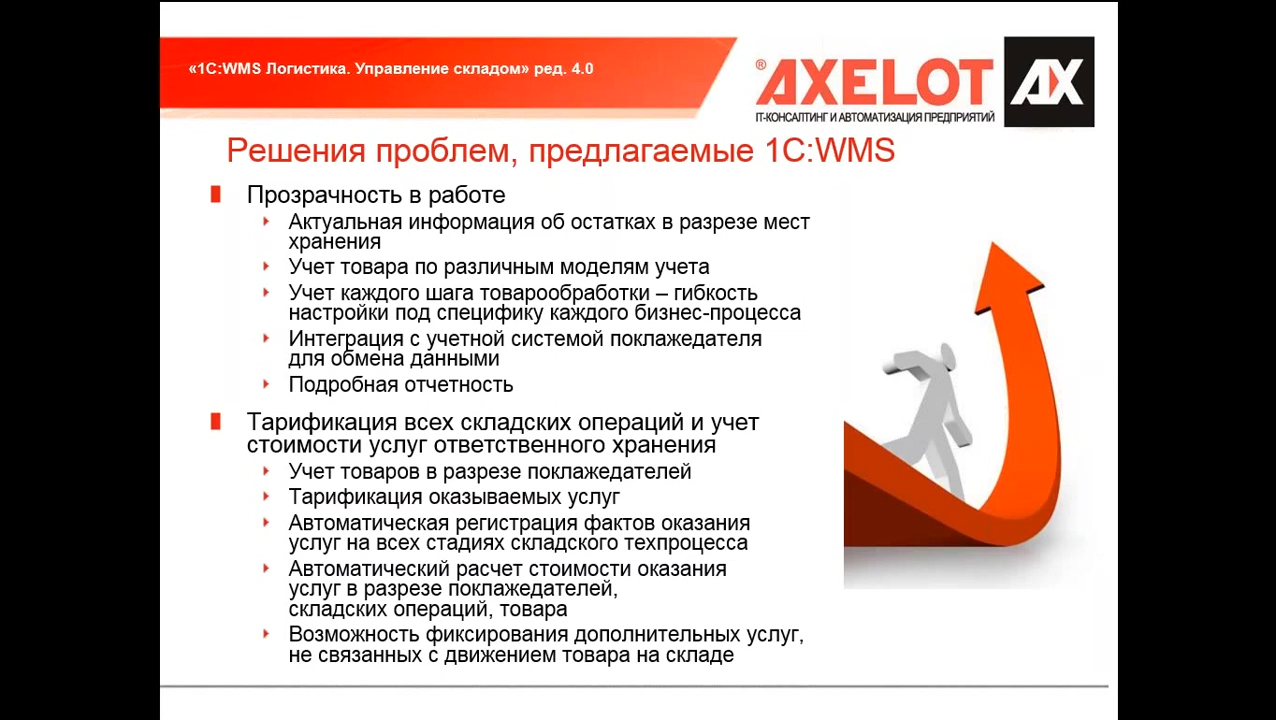 «1С:WMS Логистика. Управление складом» ред. 4.0
® AXELOT AX
IT-КОНСАЛТИНГ И АВТОМАТИЗАЦИЯ ПРЕДПРИЯТИЙ
Решения проблем, предлагаемые 1С:WMS
Прозрачность в работе
Актуальная информация об остатках в разрезе мест
хранения
Учет товара по различным моделям учета
Учет каждого шага товарообработки – гибкость
настройки под специфику каждого бизнес-процесса
Интеграция с учетной системой поклажедателя
для обмена данными
Подробная отчетность
Тарификация всех складских операций и учет
стоимости услуг ответственного хранения
Учет товаров в разрезе поклажедателей
Тарификация оказываемых услуг
Автоматическая регистрация фактов оказания
услуг на всех стадиях складского техпроцесса
Автоматический расчет стоимости оказания
услуг в разрезе поклажедателей,
складских операций, товара
Возможность фиксирования дополнительных услуг,
не связанных с движением товара на складе